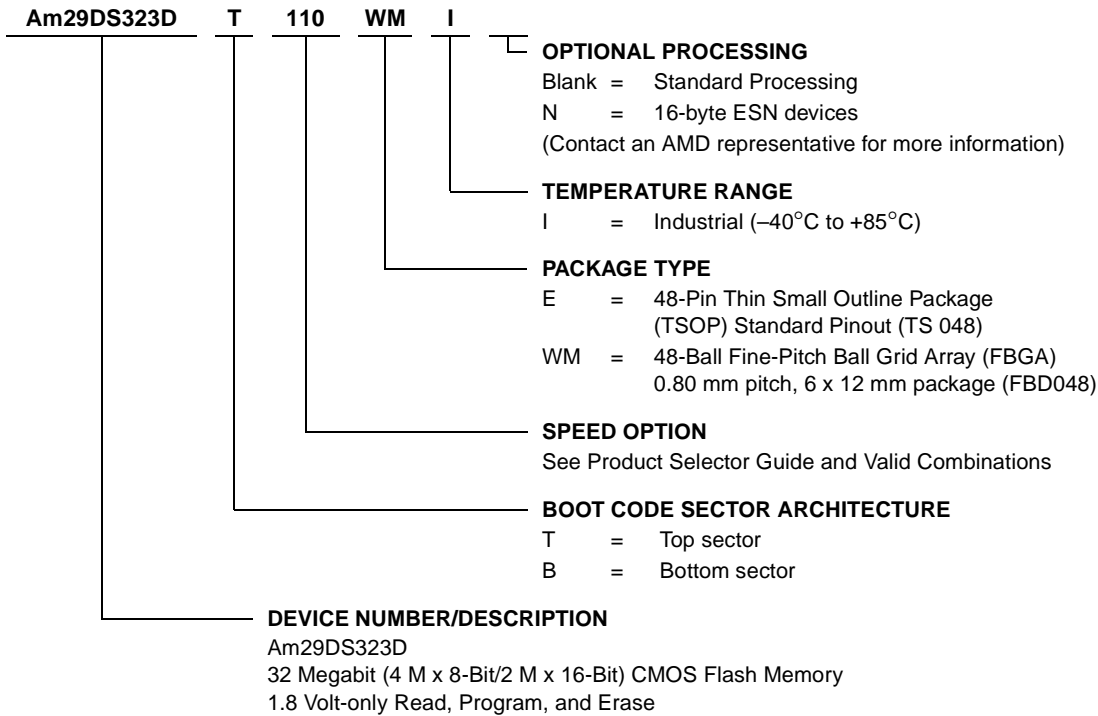 Am29DS323D T 110 WM I
OPTIONAL PROCESSING
Blank = Standard Processing
N = 16-byte ESN devices
(Contact an AMD representative for more information)
TEMPERATURE RANGE
I = Industrial (–40°C to +85°C)
PACKAGE TYPE
E = 48-Pin Thin Small Outline Package
(TSOP) Standard Pinout (TS 048)
WM = 48-Ball Fine-Pitch Ball Grid Array (FBGA)
0.80 mm pitch, 6 x 12 mm package (FBD048)
SPEED OPTION
See Product Selector Guide and Valid Combinations
BOOT CODE SECTOR ARCHITECTURE
T = Top sector
B = Bottom sector
DEVICE NUMBER/DESCRIPTION
Am29DS323D
32 Megabit (4 M x 8-Bit/2 M x 16-Bit) CMOS Flash Memory
1.8 Volt-only Read, Program, and Erase